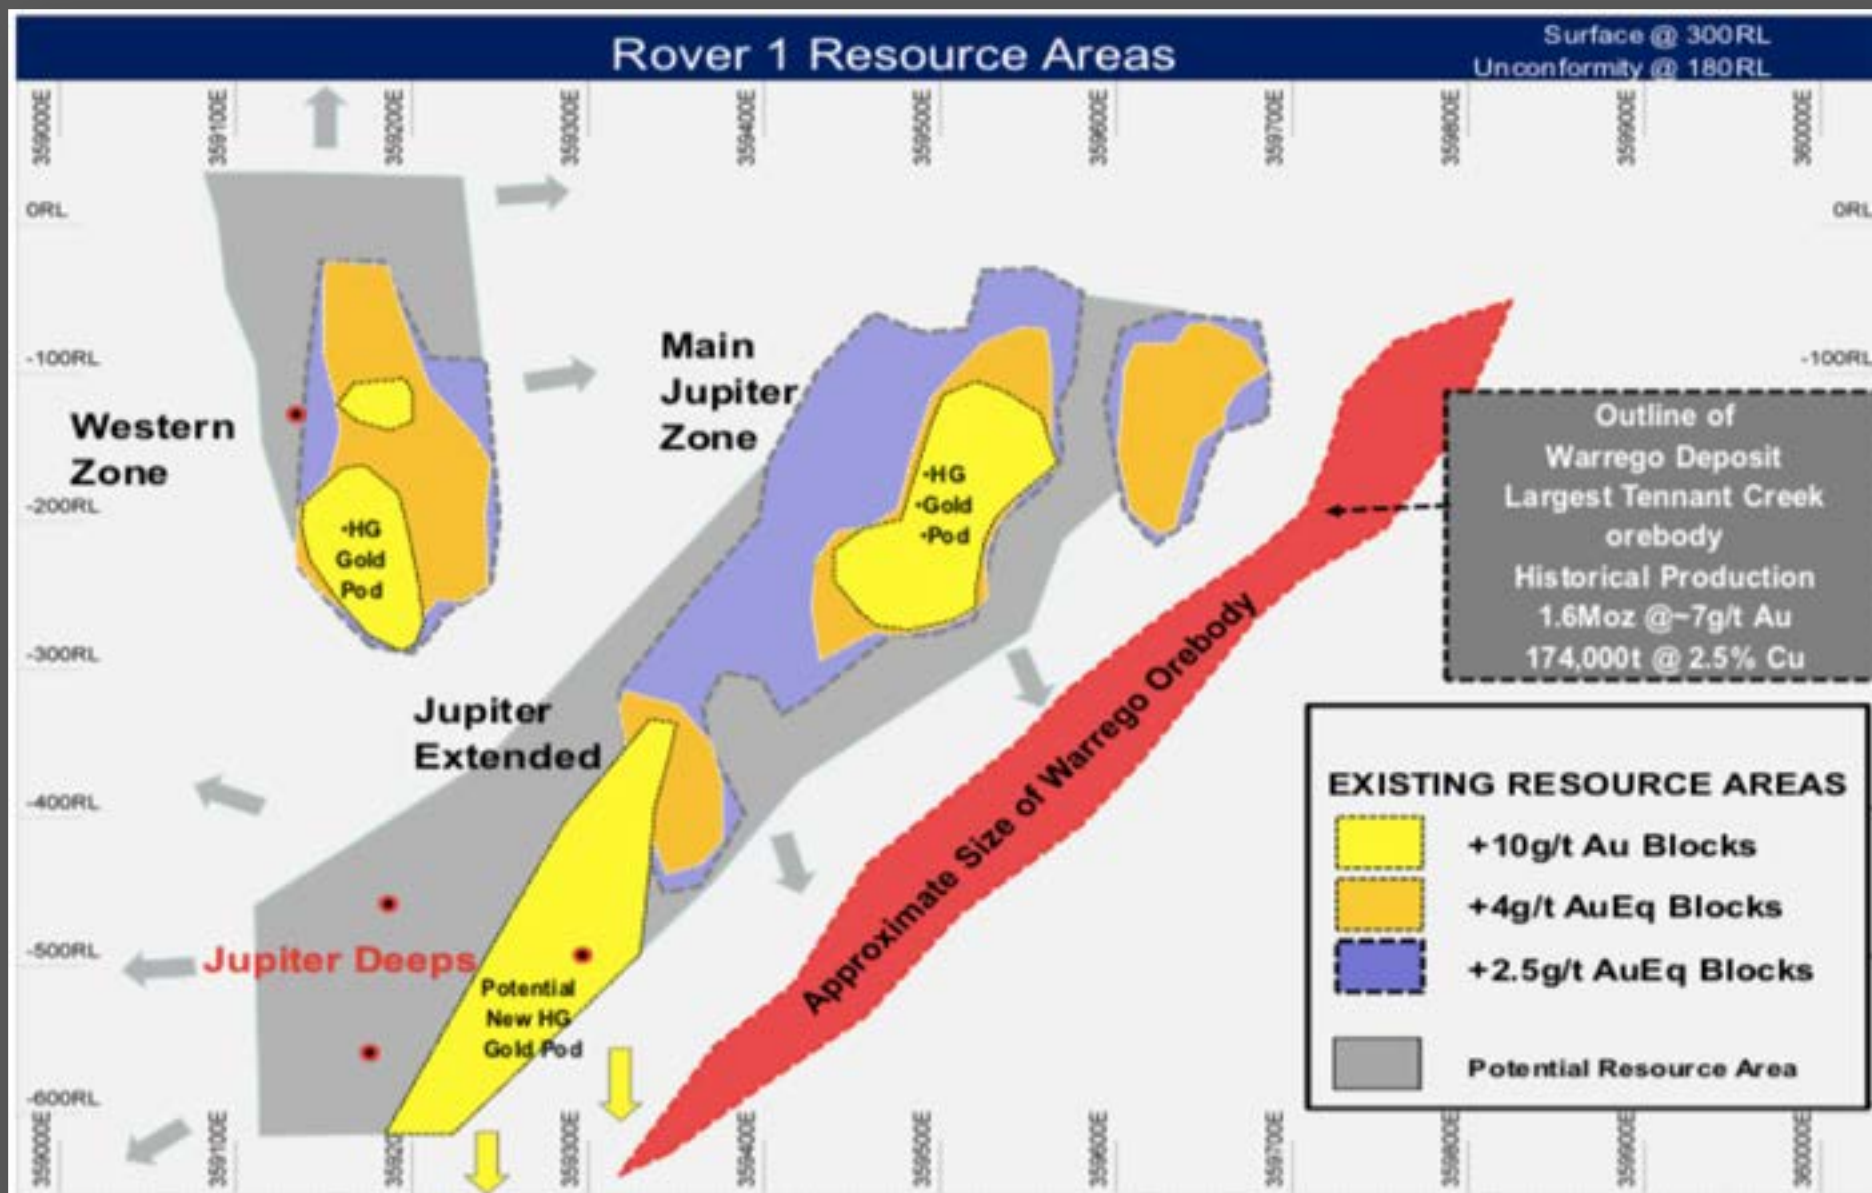 Rover 1 Resource Areas
Surface @ 300RL
Unconformity @ 180RL
359000E
359100E
359200E
359300E
359400E
359500E
359600E
359700E
359800E
359900E
360000E
0RL
0RL
-100RL
-100RL
-200RL
-300RL
-400RL
-500RL
-600RL
Western
Zone
•HG
Gold
Pod
Main
Jupiter
Zone
•HG
•Gold
•Pod
Jupiter
Extended
Jupiter Deeps
Potential
New HG
Gold Pod
Approximate Size of Warrego Orebody
Outline of
Warrego Deposit
Largest Tennant Creek
orebody
Historical Production
1.6Moz @~7g/t Au
174,000t @ 2.5% Cu
EXISTING RESOURCE AREAS
+10g/t Au Blocks
+4g/t AuEq Blocks
+2.5g/t AuEq Blocks
Potential Resource Area
359000E
359100E
35920
359300E
359400E
359500E
359600E
359700E
359800E
359900E
360000E